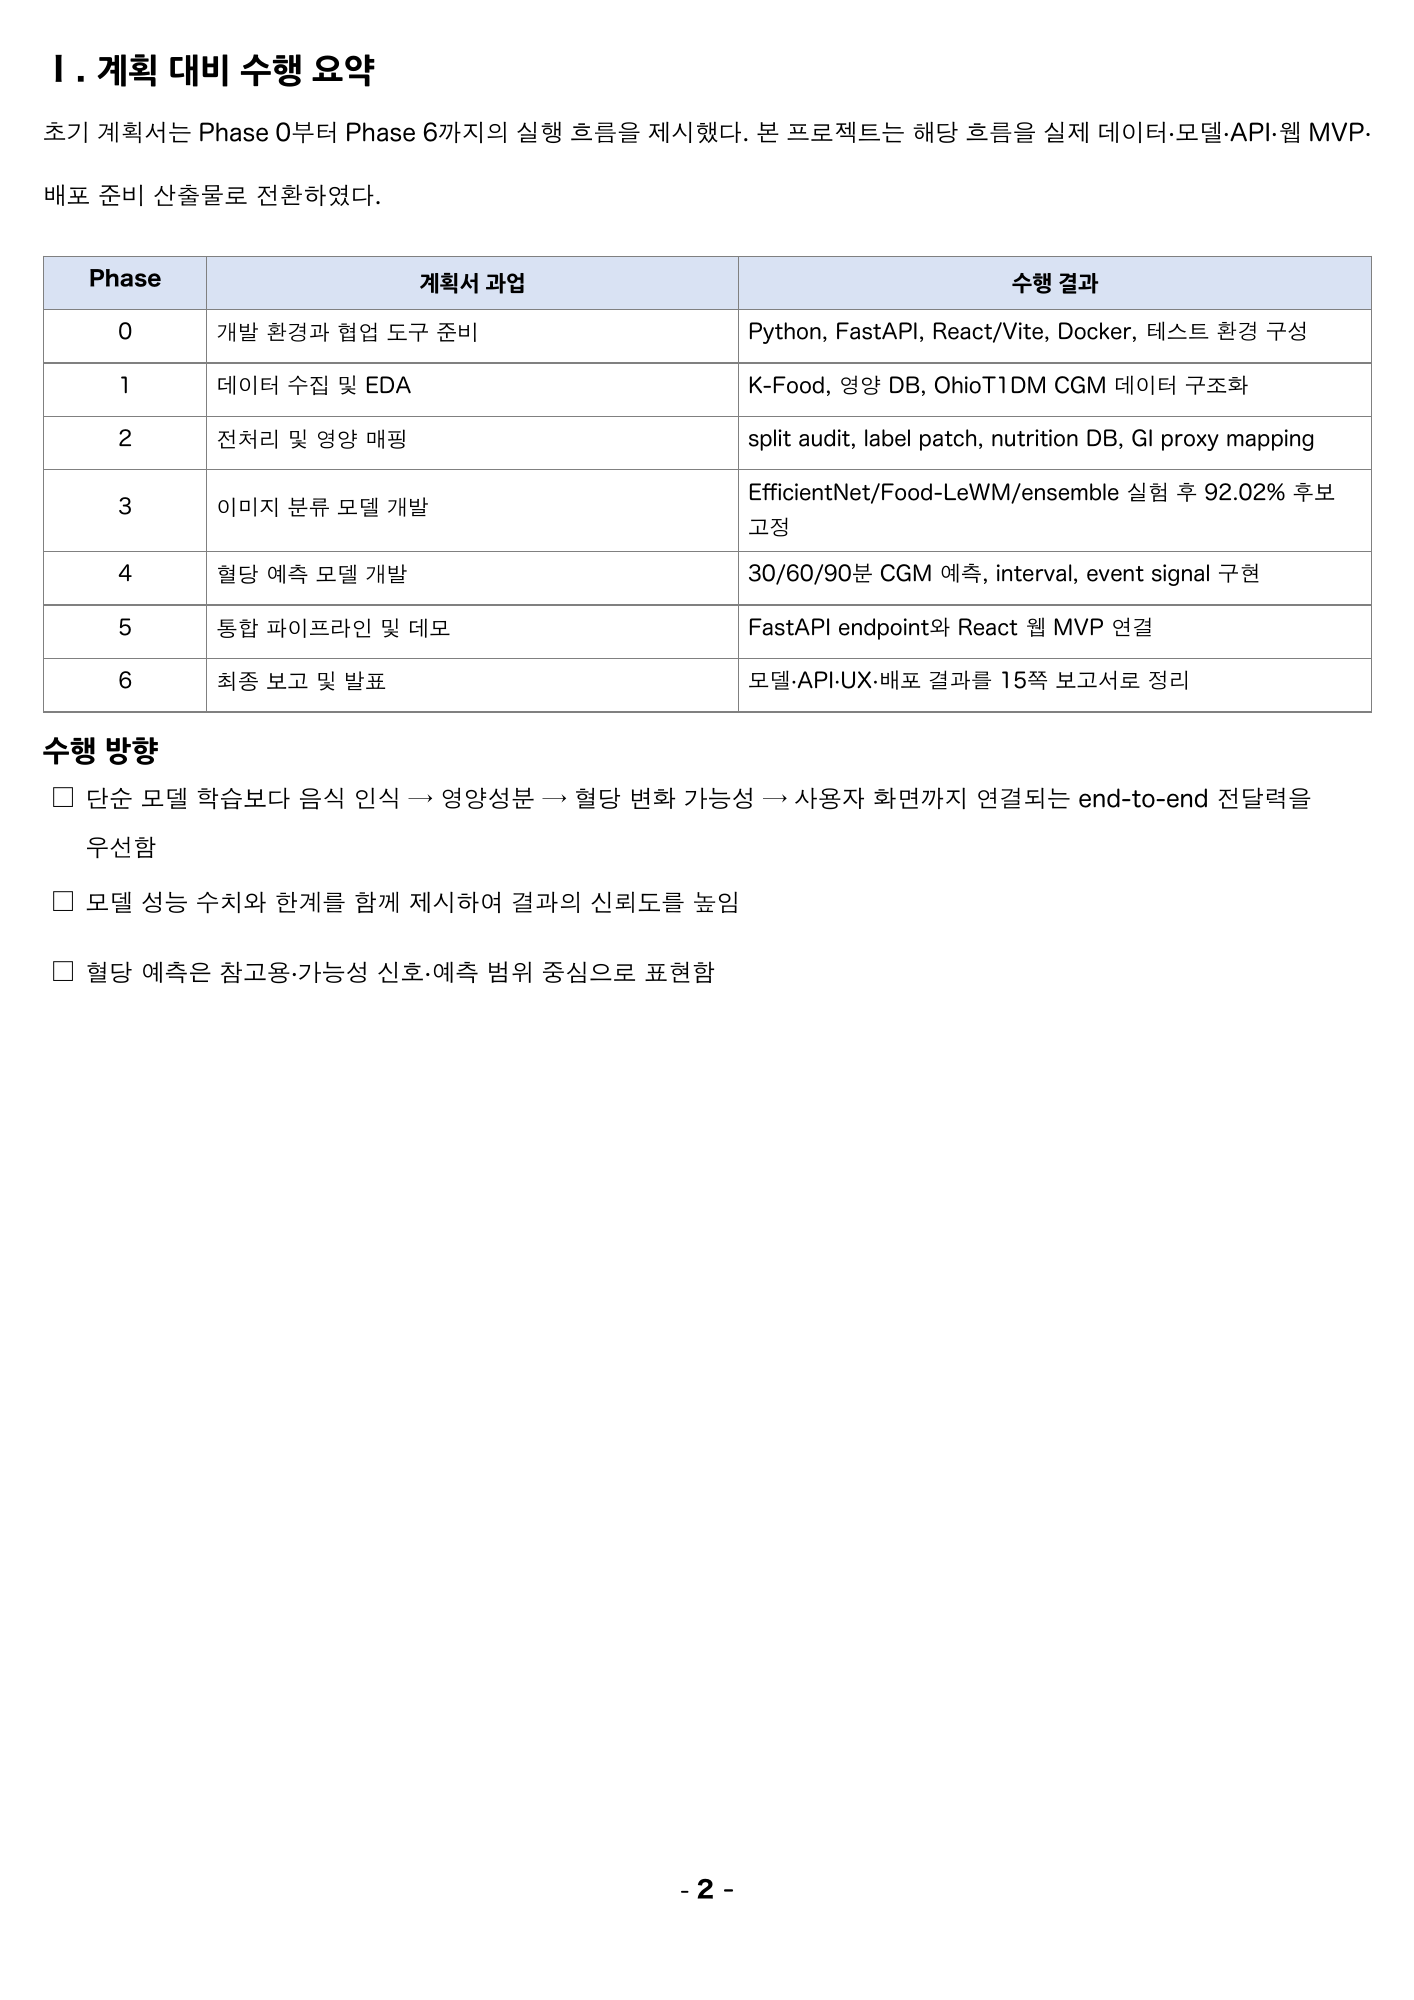 Ⅰ. 계획 대비 수행 요약
초기 계획서는 Phase 0부터 Phase 6까지의 실행 흐름을 제시했다. 본 프로젝트는 해당 흐름을 실제 데이터·모델·API·웹 MVP·
배포 준비 산출물로 전환하였다.
Phase 계획서 과업 수행 결과
0 개발 환경과 협업 도구 준비 Python, FastAPI, React/Vite, Docker, 테스트 환경 구성
1 데이터 수집 및 EDA K-Food, 영양 DB, OhioT1DM CGM 데이터 구조화
2 전처리 및 영양 매핑 split audit, label patch, nutrition DB, GI proxy mapping
3 이미지 분류 모델 개발 EfficientNet/Food-LeWM/ensemble 실험 후 92.02% 후보
고정
4 혈당 예측 모델 개발 30/60/90분 CGM 예측, interval, event signal 구현
5 통합 파이프라인 및 데모 FastAPI endpoint와 React 웹 MVP 연결
6 최종 보고 및 발표 모델·API·UX·배포 결과를 15쪽 보고서로 정리
수행 방향
□ 단순 모델 학습보다 음식 인식 → 영양성분 → 혈당 변화 가능성 → 사용자 화면까지 연결되는 end-to-end 전달력을
우선함
□ 모델 성능 수치와 한계를 함께 제시하여 결과의 신뢰도를 높임
□ 혈당 예측은 참고용·가능성 신호·예측 범위 중심으로 표현함
- 2 -